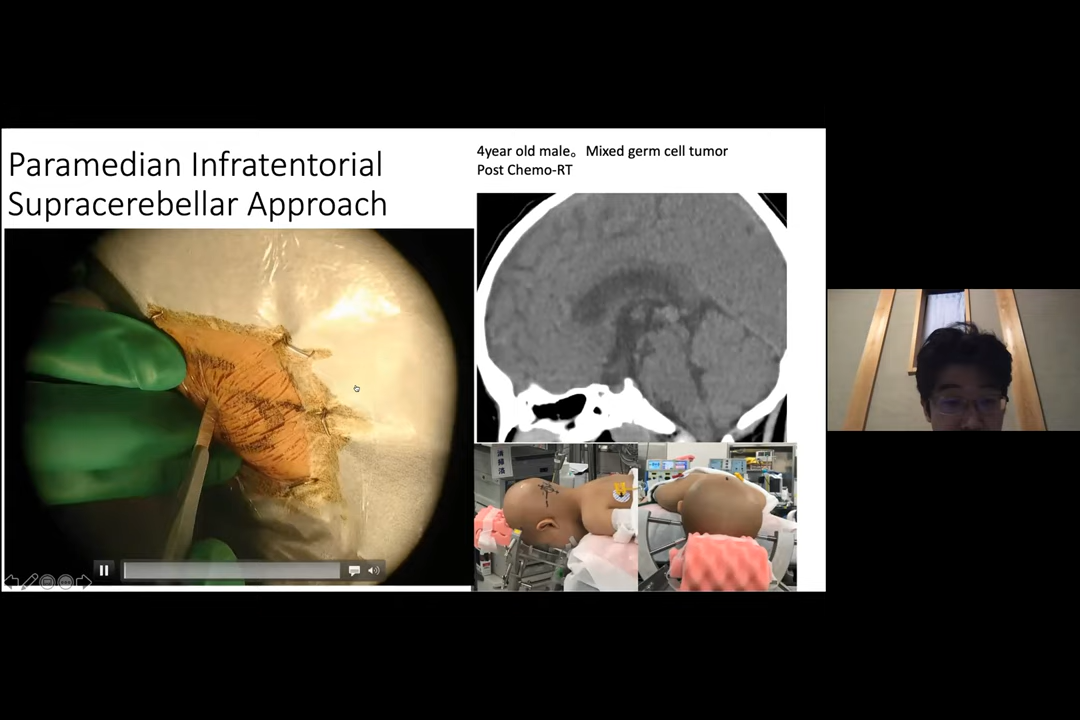 Paramedian Infratentorial
Supracerebellar Approach
4year old male。 Mixed germ cell tumor
Post Chemo-RT